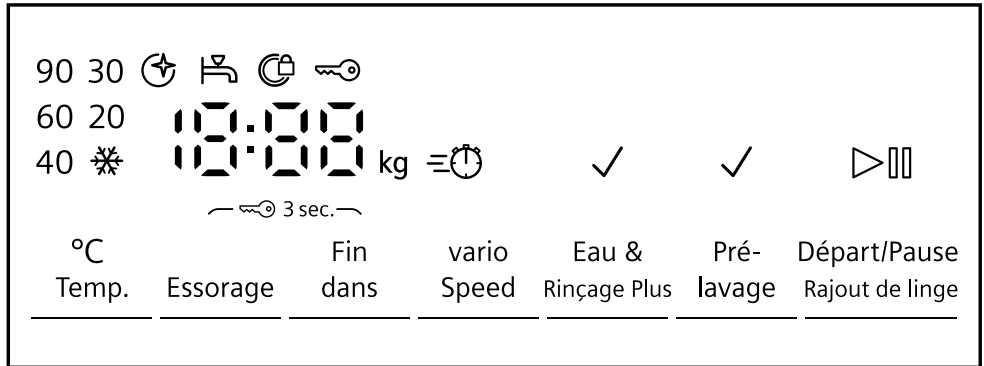 90 30
60 20
18:88
40 kg
3 sec.
°C Fin vario Eau & Pré- Départ/Pause
Temp. Essorage dans Speed Rinçage Plus lavage Rajout de linge